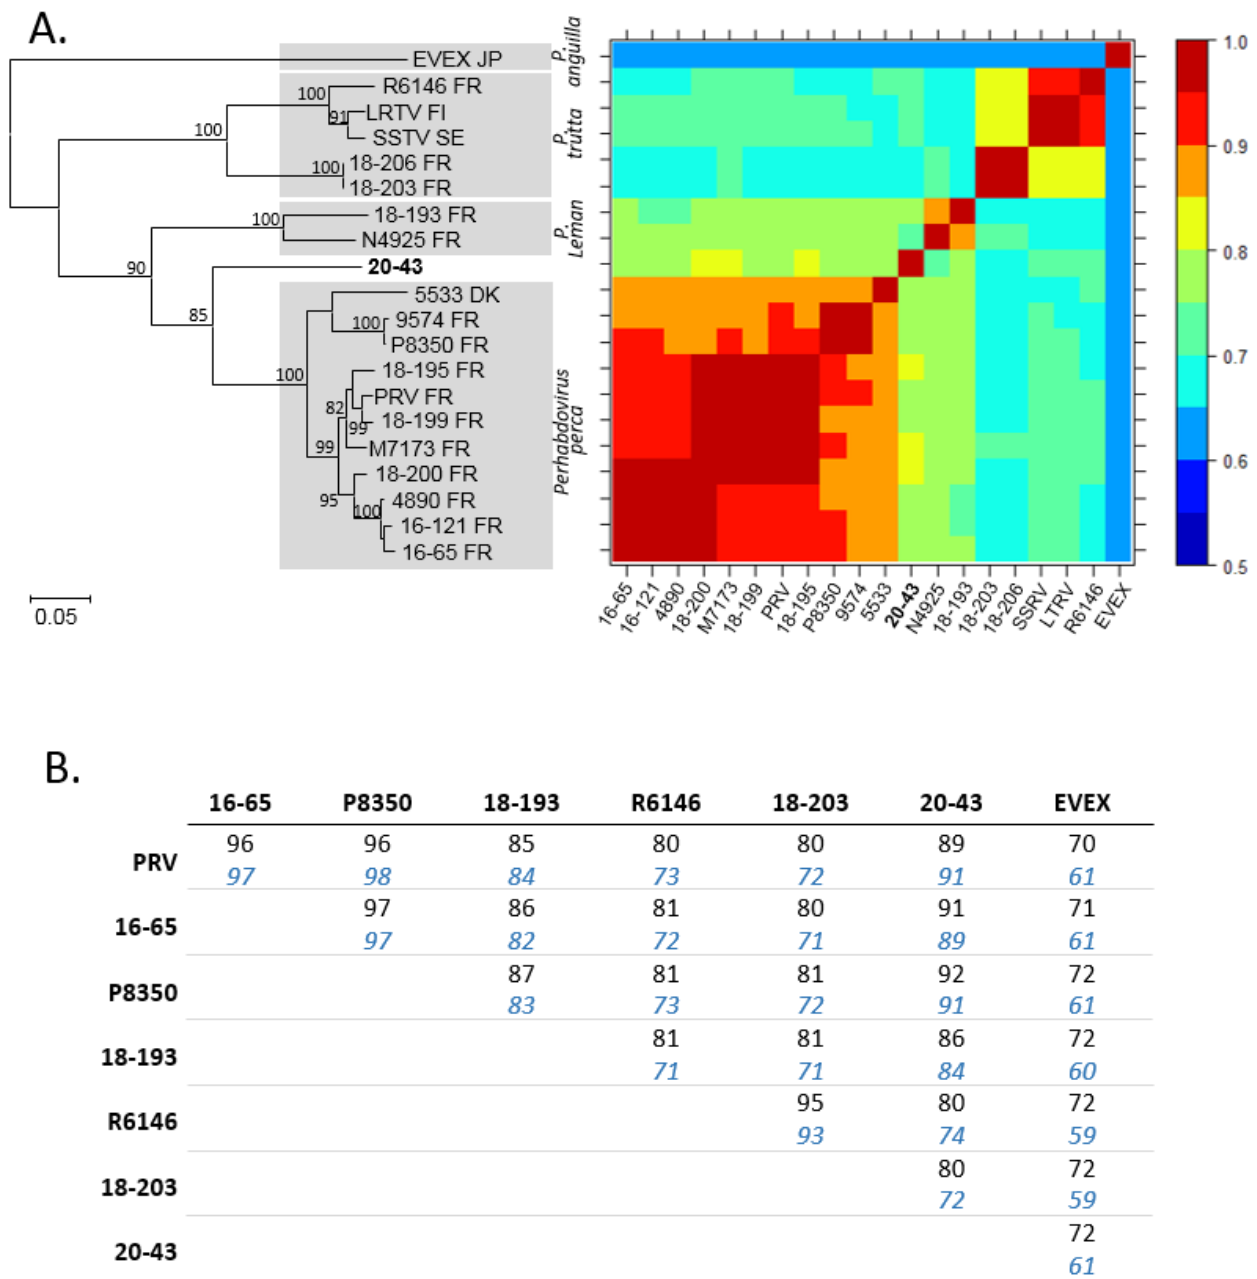 A.
EVEX JP
R6146 FR
LRTV FI
SSTV SE
18-206 FR
18-203 FR
18-193 FR
N4925 FR
20-43
5533 DK
9574 FR
P8350 FR
18-195 FR
PRV FR
18-199 FR
M7173 FR
18-200 FR
4890 FR
16-121 FR
16-65 FR
100
91
100
100
100
90
85
100
100
82
99
99
95
100
0.05
P. anguilla
P. trutta
P. Leman
Perhabdovirus perca
16-65
16-121
4890
18-200
M7173
18-199
PRV
18-195
P8350
9574
5533
20-43
N4925
18-193
18-203
18-206
SSRV
LTRV
R6146
EVEX
1.0
0.9
0.8
0.7
0.6
0.5
B.
16-65 P8350 18-193 R6146 18-203 20-43 EVEX
PRV
96 96 85 80 80 89 70
97 98 84 73 72 91 61
16-65
97 86 81 80 91 71
97 82 72 71 89 61
P8350
87 81 81 92 72
83 73 72 91 61
18-193
81 81 86 72
71 71 84 60
R6146
95 80 72
93 74 59
18-203
80 72
72 59
20-43
72
61